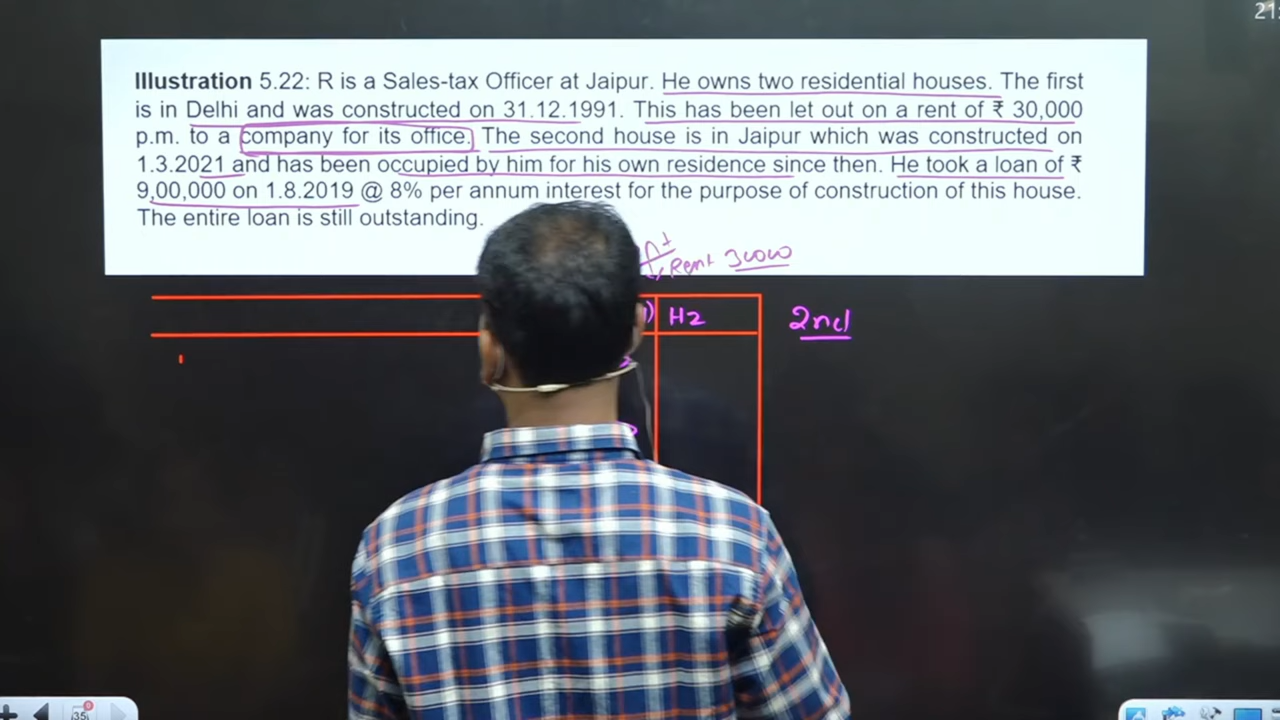 21
Illustration 5.22: R is a Sales-tax Officer at Jaipur. He owns two residential houses. The first
is in Delhi and was constructed on 31.12.1991. This has been let out on a rent of ₹ 30,000
p.m. to a company for its office. The second house is in Jaipur which was constructed on
1.3.2021 and has been occupied by him for his own residence since then. He took a loan of ₹
9,00,000 on 1.8.2019 @ 8% per annum interest for the purpose of construction of this house.
The entire loan is still outstanding.
Rent 30000
H2
2nd
35